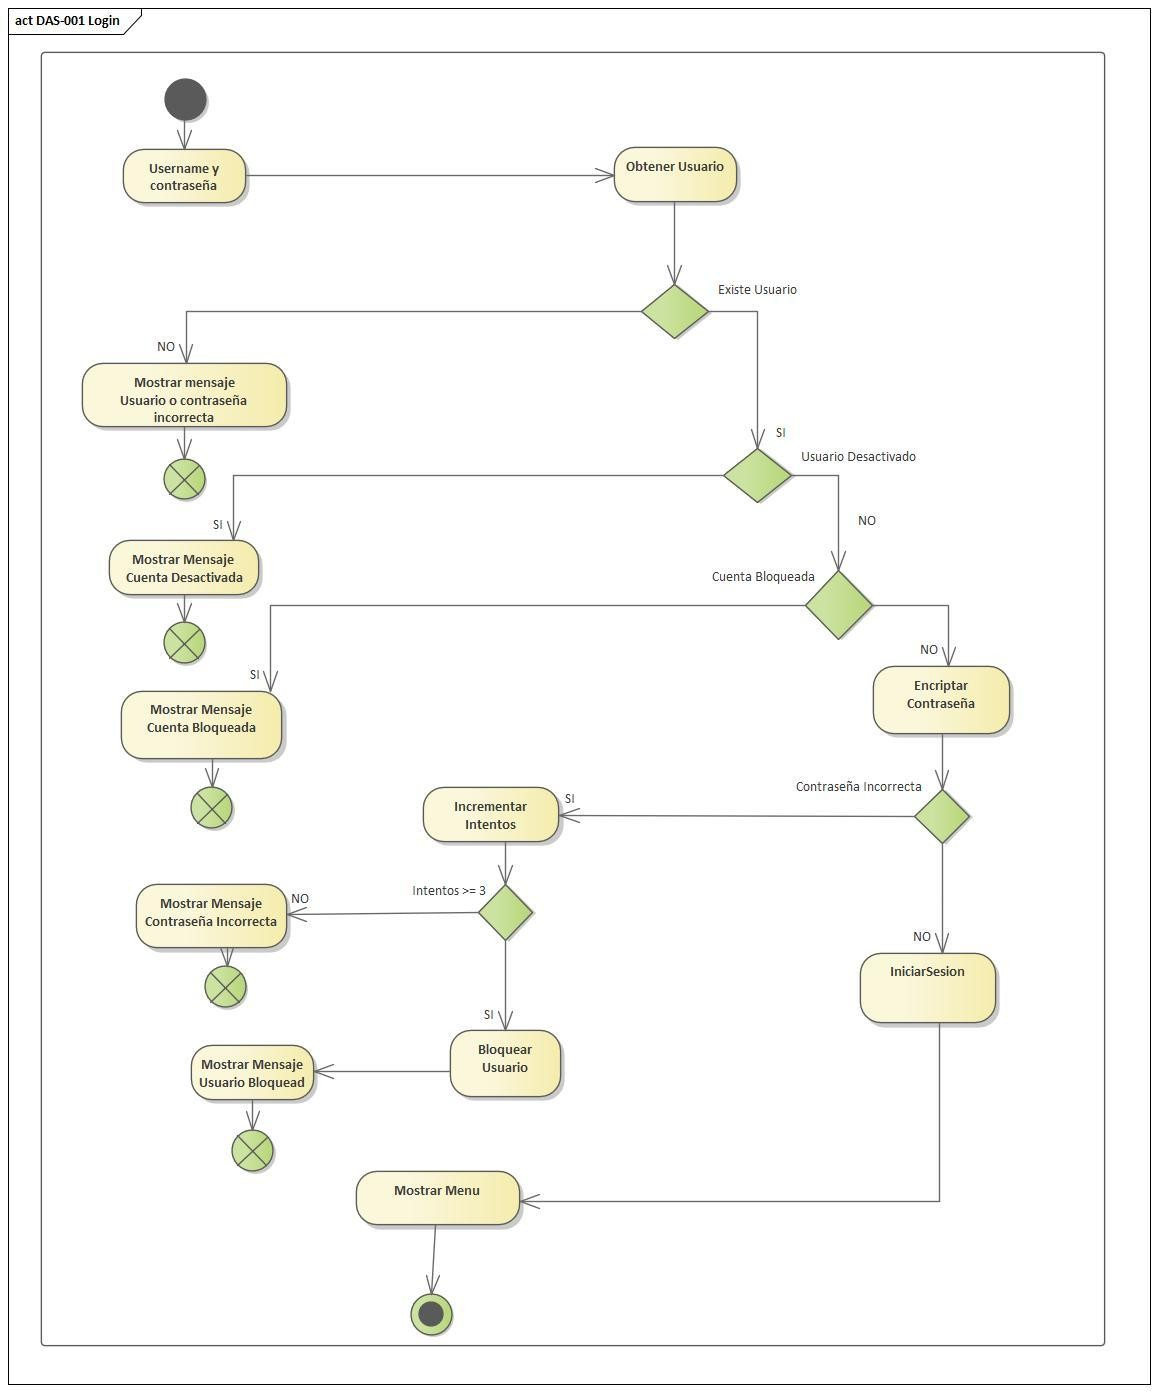 act DAS-001 Login
Username y
contraseña
Obtener Usuario
Existe Usuario
NO
Mostrar mensaje
Usuario o contraseña
incorrecta
SI
Usuario Desactivado
SI
NO
Mostrar Mensaje
Cuenta Desactivada
Cuenta Bloqueada
SI
NO
Mostrar Mensaje
Cuenta Bloqueada
Encriptar
Contraseña
Contraseña Incorrecta
SI
Incrementar
Intentos
Intentos >= 3
NO
Mostrar Mensaje
Contraseña Incorrecta
NO
IniciarSesion
SI
Bloquear
Usuario
Mostrar Mensaje
Usuario Bloquead
Mostrar Menu